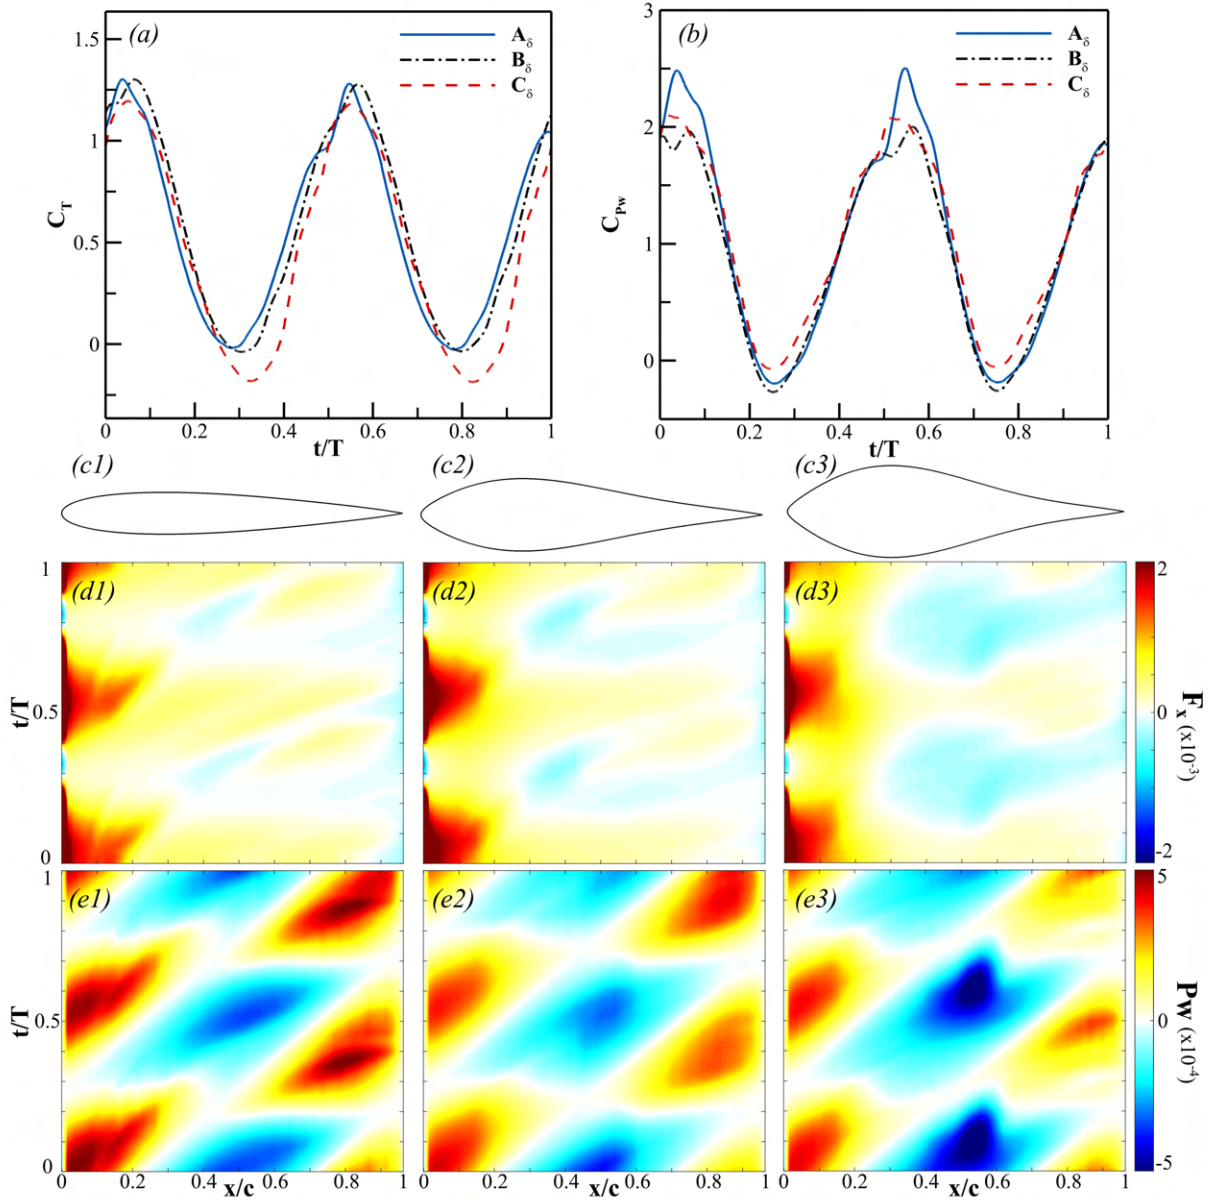 (a)
A_δ
B_δ
C_δ
1.5
1
0.5
0
C_T
0 0.2 0.4 0.6 0.8 1
t/T
(b)
A_δ
B_δ
C_δ
3
2
1
0
C_Pw
0 0.2 0.4 0.6 0.8 1
t/T
(c1)
(c2)
(c3)
(d1)
(d2)
(d3)
1
0.5
0
t/T
2
0
-2
F_x (x10^-3)
(e1)
(e2)
(e3)
1
0.5
0
t/T
5
0
-5
Pw (x10^-4)
0 0.2 0.4 0.6 0.8 1
x/c
0 0.2 0.4 0.6 0.8 1
x/c
0 0.2 0.4 0.6 0.8 1
x/c